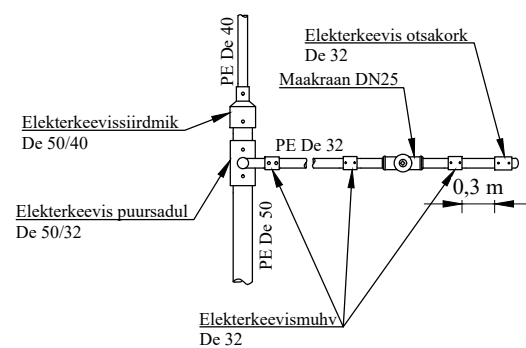 PE De 40
Elekterkeevis otsakork
De 32
Maakraan DN25
Elekterkeevissiirdmik
De 50/40
PE De 32
0,3 m
Elekterkeevis puursadul
De 50/32
PE De 50
Elekterkeevismuhv
De 32